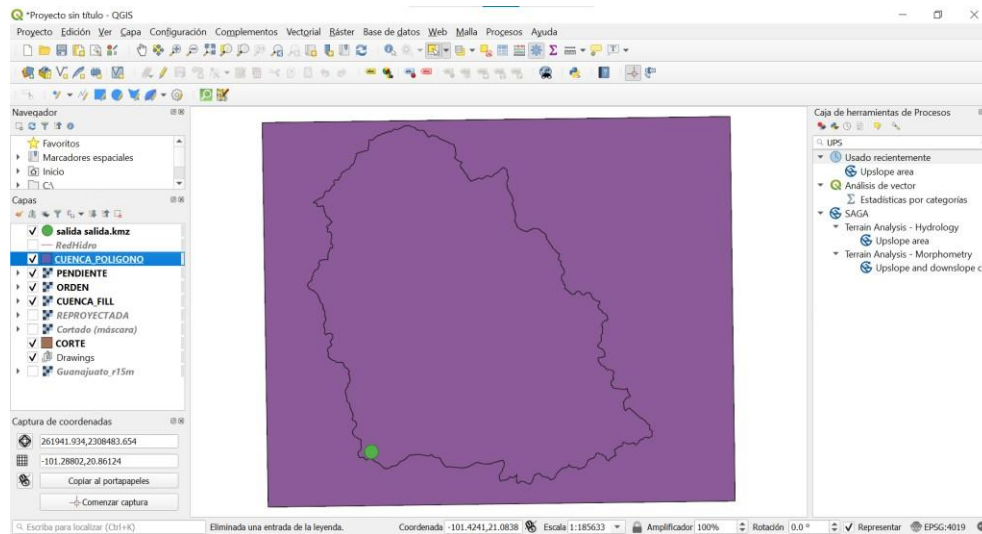 *Proyecto sin título - QGIS
Proyecto Edición Ver Capa Configuración Complementos Vectorial Ráster Base de datos Web Malla Procesos Ayuda
Navegador
Favoritos
Marcadores espaciales
Inicio
C:\
Capas
salida salida.kmz
RedHidro
CUENCA_POLIGONO
PENDIENTE
ORDEN
CUENCA_FILL
REPROYECTADA
Cortado (máscara)
CORTE
Drawings
Guanajuato_r15m
Captura de coordenadas
261941.934,2308483.654
-101.28802,20.86124
Copiar al portapapeles
Comenzar captura
Caja de herramientas de Procesos
UPS
Usado recientemente
Upslope area
Análisis de vector
Estadísticas por categorías
SAGA
Terrain Analysis - Hydrology
Upslope area
Terrain Analysis - Morphometry
Upslope and downslope c
Escriba para localizar (Ctrl+K) Eliminada una entrada de la leyenda. Coordenada -101.4241,21.0838 Escala 1:185633 Amplificador 100% Rotación 0.0 ° Representar EPSG:4019